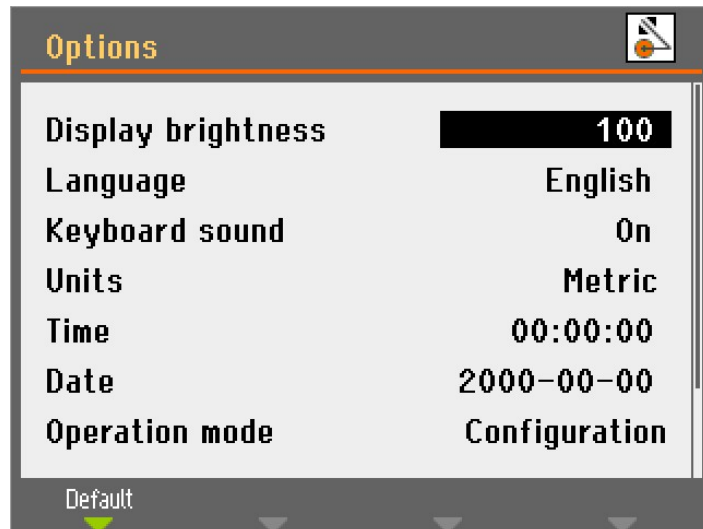 Options
Display brightness 100
Language English
Keyboard sound On
Units Metric
Time 00:00:00
Date 2000-00-00
Operation mode Configuration
Default